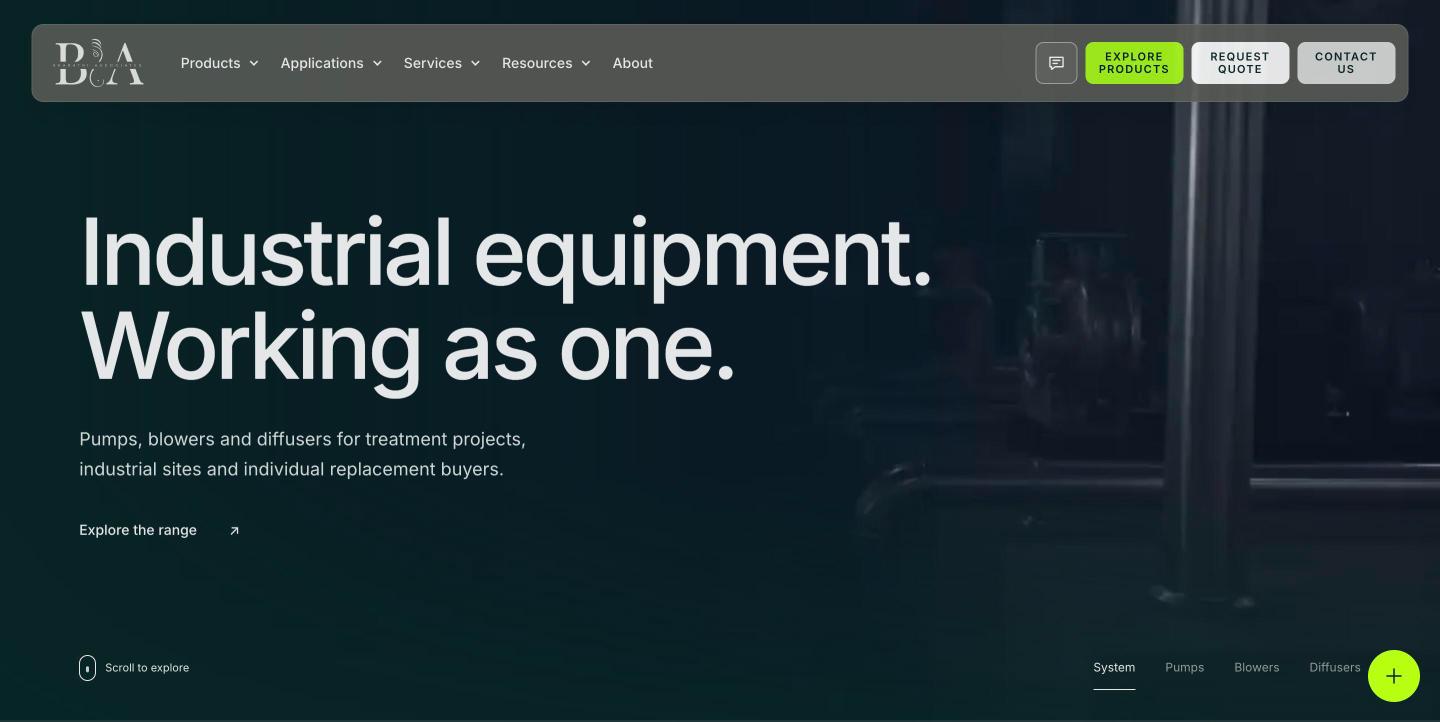 BA
BHARATHI ASSOCIATES
Products
Applications
Services
Resources
About
EXPLORE
PRODUCTS
REQUEST
QUOTE
CONTACT
US
Industrial equipment.
Working as one.
Pumps, blowers and diffusers for treatment projects,
industrial sites and individual replacement buyers.
Explore the range
Scroll to explore
System
Pumps
Blowers
Diffusers